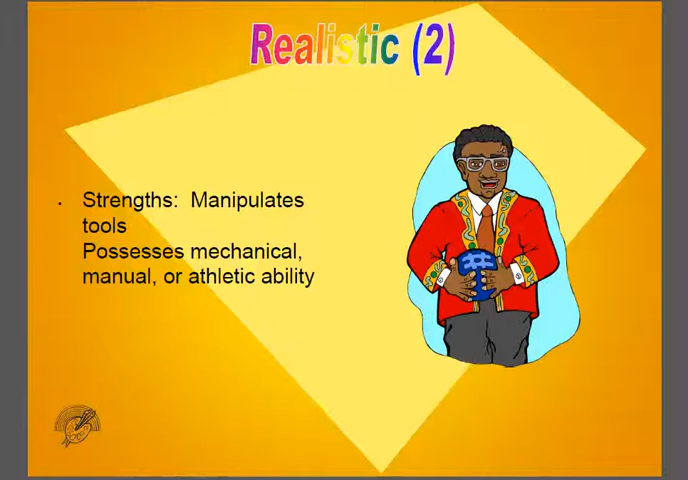 Realistic (2)
• Strengths:  Manipulates
tools
Possesses mechanical,
manual, or athletic ability